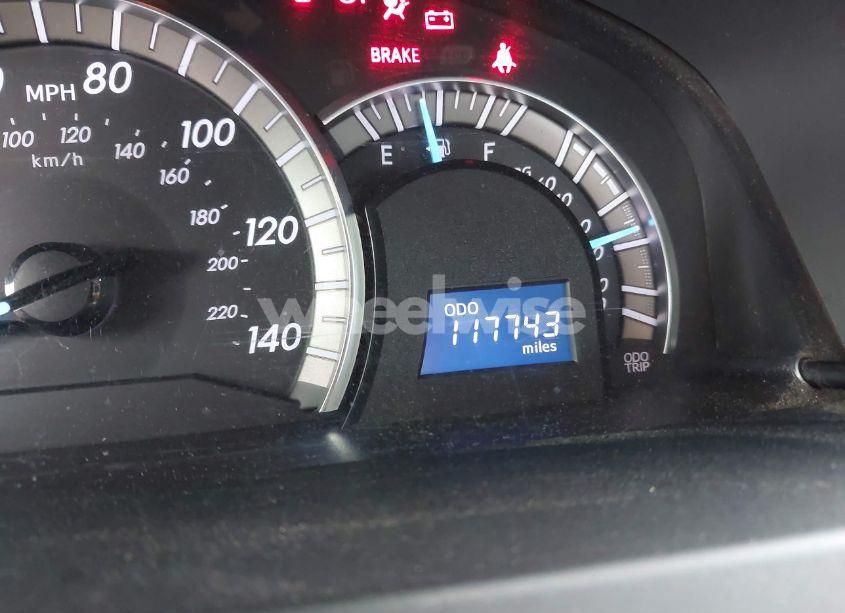 BRAKE
MPH 80
100 120 140 100
km/h
160
E F
180
120
200
220
140
wheelwise
ODO
117743
miles
ODO
TRIP